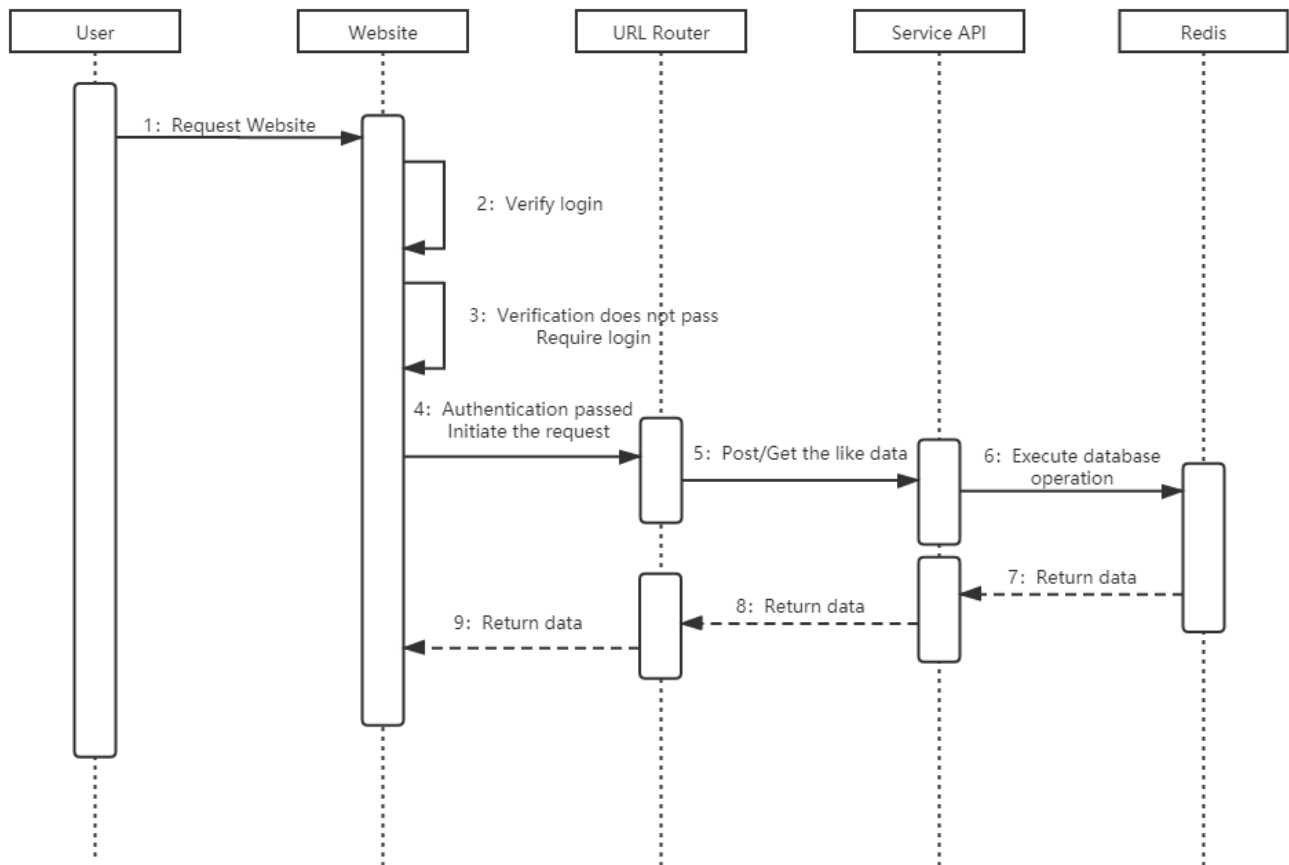 User
Website
URL Router
Service API
Redis
1: Request Website
2: Verify login
3: Verification does not pass
Require login
4: Authentication passed
Initiate the request
5: Post/Get the like data
6: Execute database
operation
7: Return data
8: Return data
9: Return data